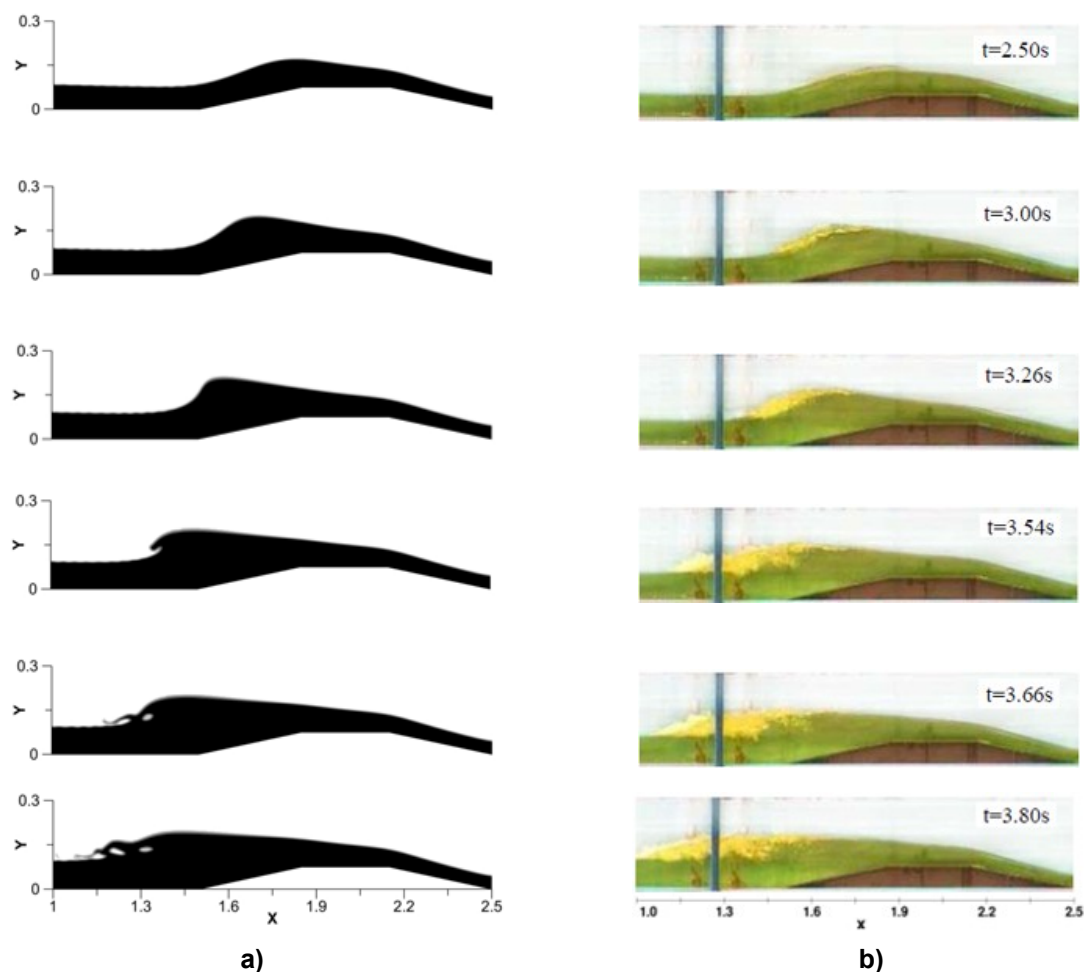 0.3
Y
0
t=2.50s
0.3
Y
0
t=3.00s
0.3
Y
0
t=3.26s
0.3
Y
0
t=3.54s
0.3
Y
0
t=3.66s
0.3
Y
0
t=3.80s
1 1.3 1.6 1.9 2.2 2.5
X
1.0 1.3 1.6 1.9 2.2 2.5
x
a) b)